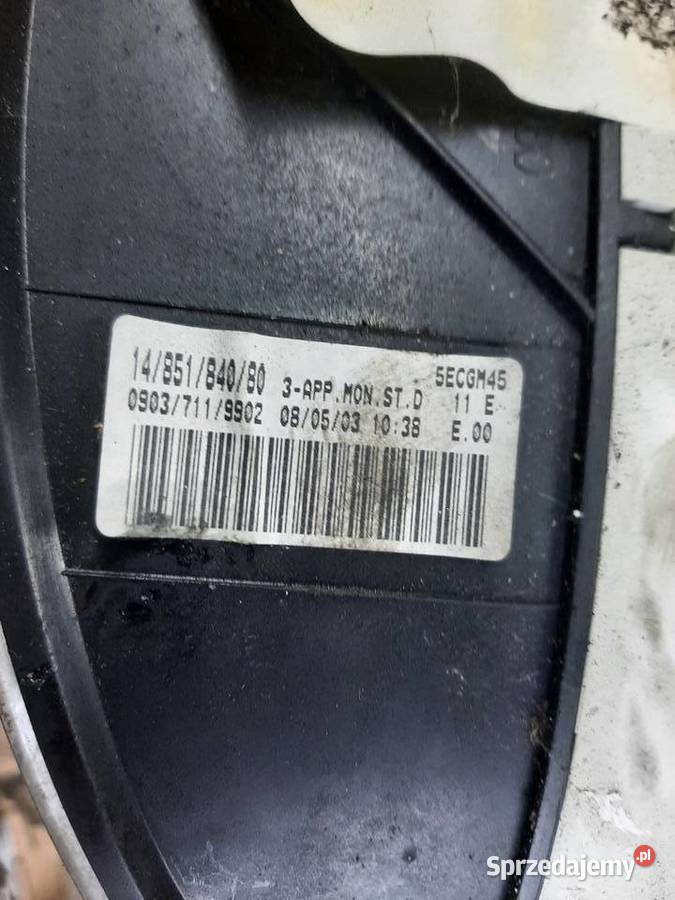 14/851/840/80 3-APP.MON.ST.D 5ECGM45
11 E
0903/711/9902 08/05/03 10:38 E.00
Sprzedajemy.pl